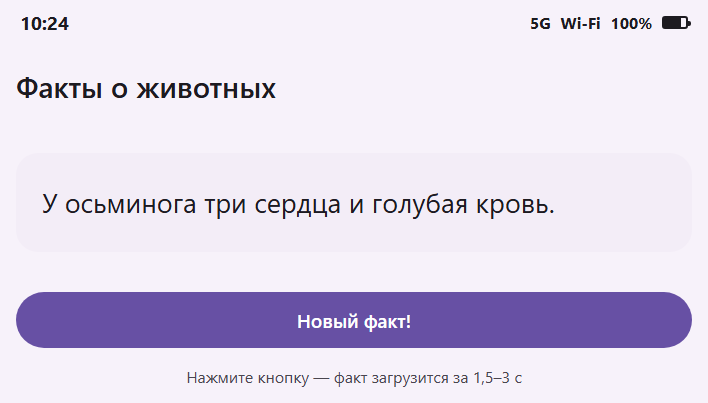 10:24 5G Wi-Fi 100%
Факты о животных
У осьминога три сердца и голубая кровь.
Новый факт!
Нажмите кнопку — факт загрузится за 1,5–3 с